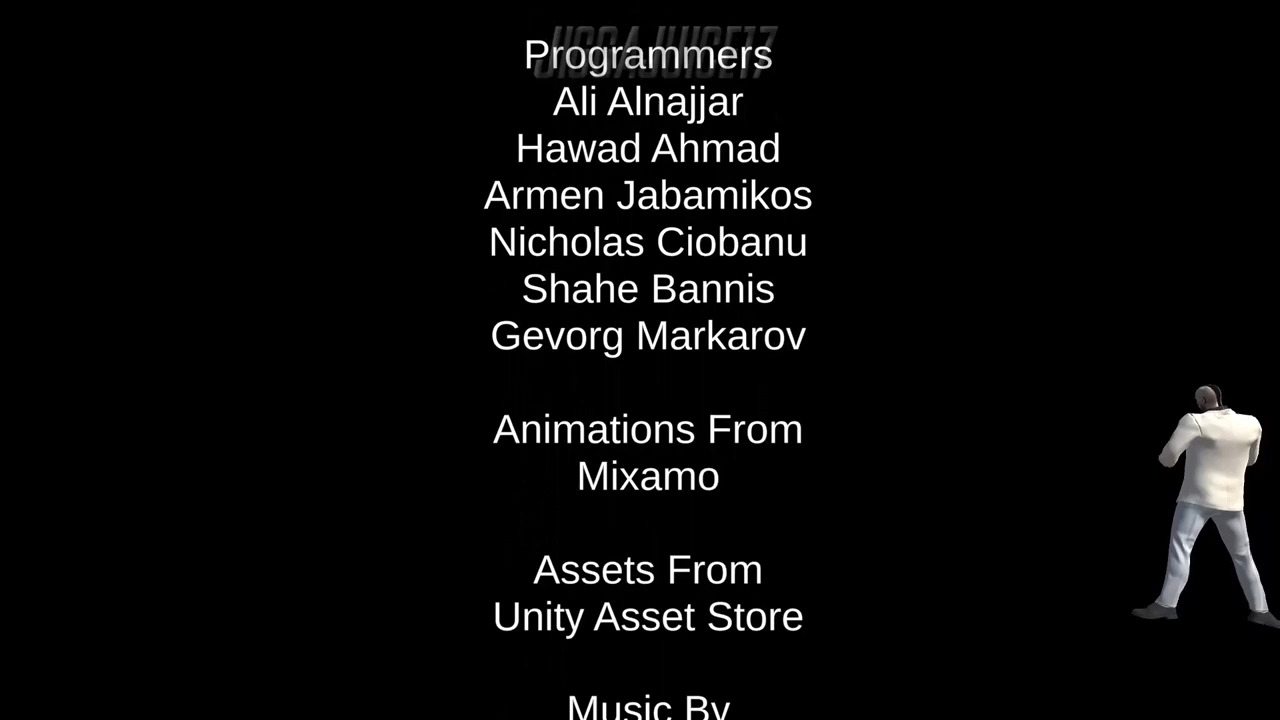 JIGGAJUICE17
Programmers
Ali Alnajjar
Hawad Ahmad
Armen Jabamikos
Nicholas Ciobanu
Shahe Bannis
Gevorg Markarov
Animations From
Mixamo
Assets From
Unity Asset Store
Music By